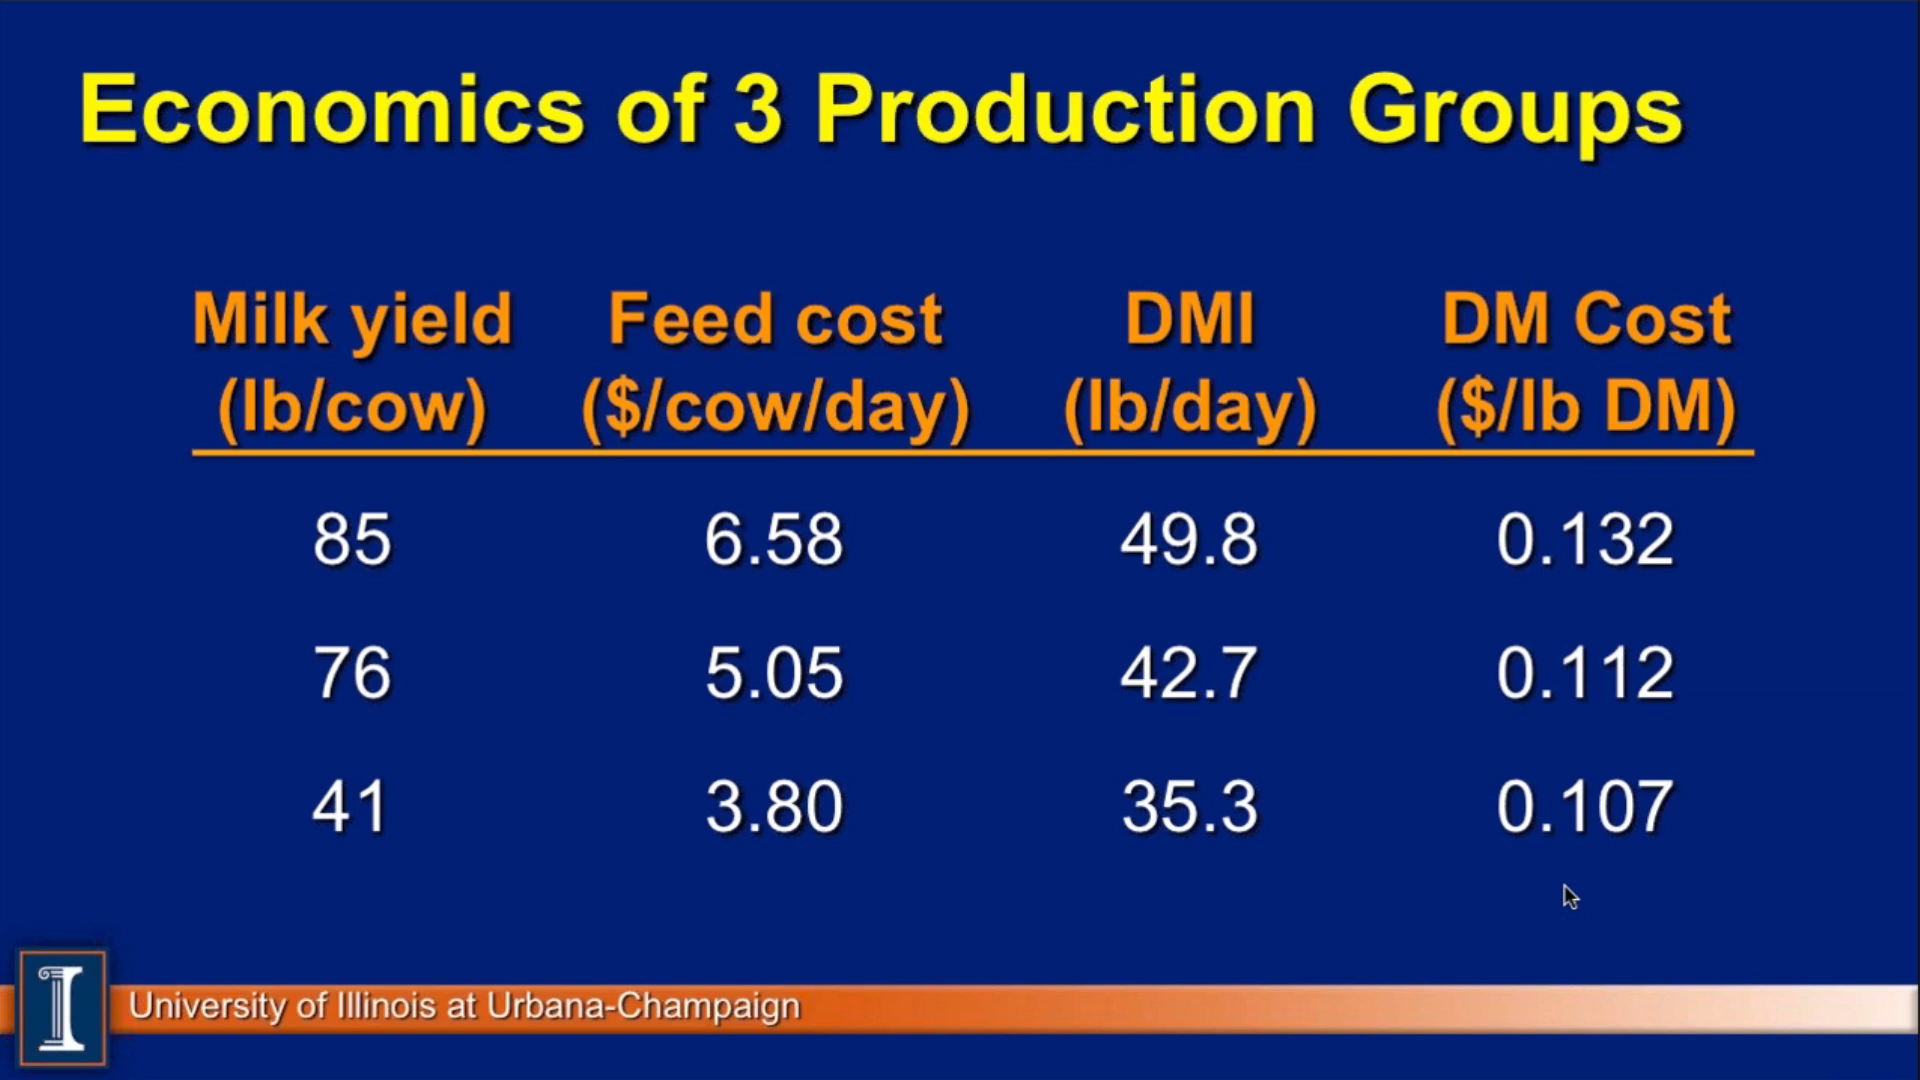 Economics of 3 Production Groups
Milk yield Feed cost DMI DM Cost
(lb/cow) ($/cow/day) (lb/day) ($/lb DM)
85 6.58 49.8 0.132
76 5.05 42.7 0.112
41 3.80 35.3 0.107
University of Illinois at Urbana-Champaign